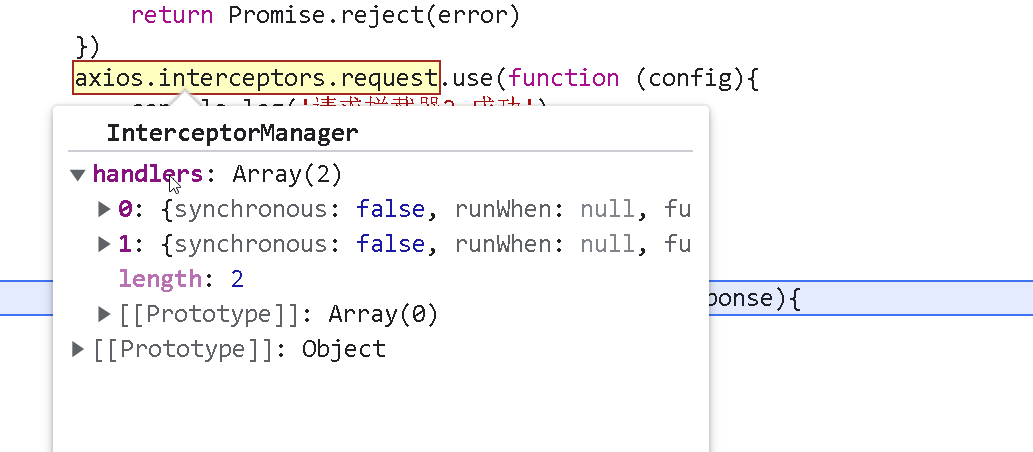 return Promise.reject(error)
})
axios.interceptors.request.use(function (config){
InterceptorManager
handlers: Array(2)
0: {synchronous: false, runWhen: null, fu
1: {synchronous: false, runWhen: null, fu
length: 2
ponse){
[[Prototype]]: Array(0)
[[Prototype]]: Object